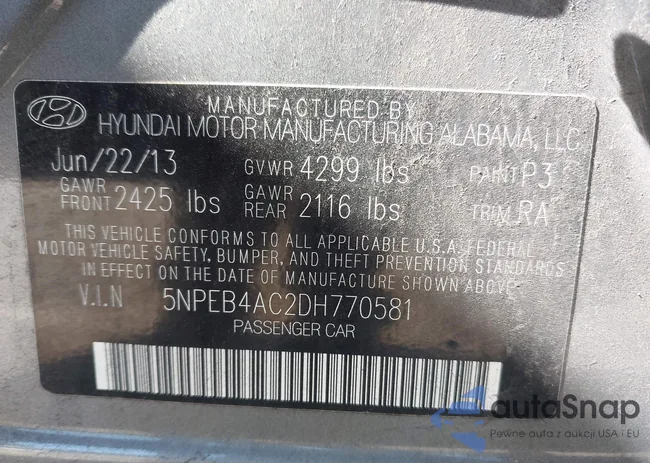 MANUFACTURED BY
HYUNDAI MOTOR MANUFACTURING ALABAMA, LLC
Jun/22/13 GVWR 4299 lbs PAINT P3
GAWR FRONT 2425 lbs GAWR REAR 2116 lbs TRIM RA
THIS VEHICLE CONFORMS TO ALL APPLICABLE U.S.A. FEDERAL
MOTOR VEHICLE SAFETY, BUMPER, AND THEFT PREVENTION STANDARDS
IN EFFECT ON THE DATE OF MANUFACTURE SHOWN ABOVE.
V.I.N 5NPEB4AC2DH770581
PASSENGER CAR
autaSnap
Pewne auta z aukcji USA i EU